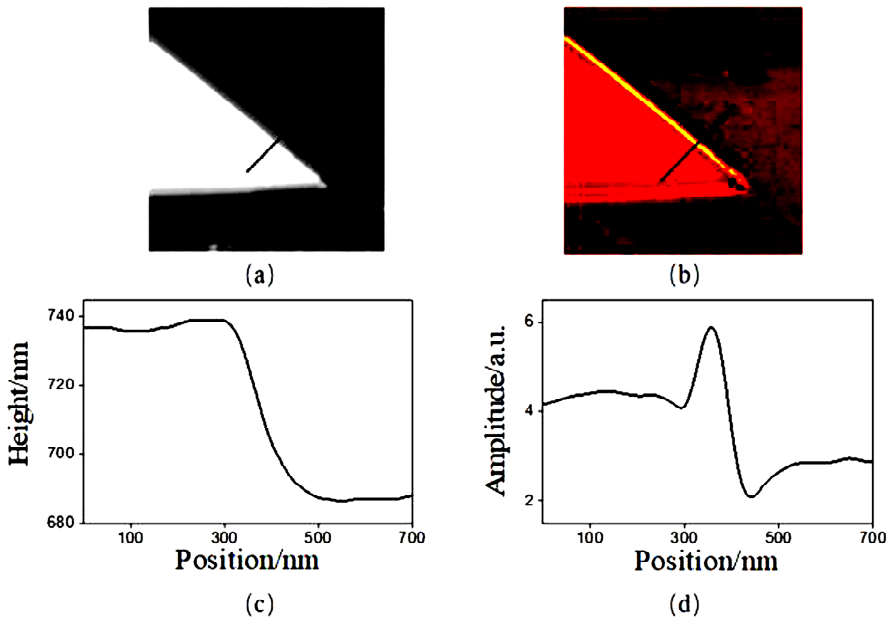 (a)
(b)
740
720
700
680
Height/nm
100
300
500
700
Position/nm
6
4
2
Amplitude/a.u.
100
300
500
700
Position/nm
(c)
(d)